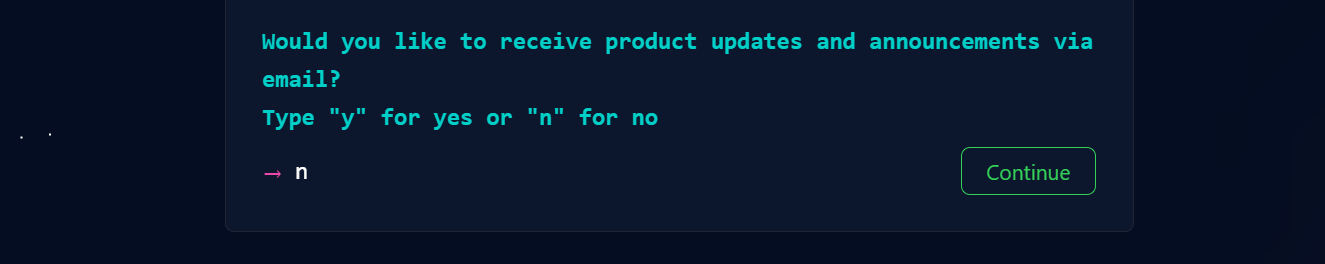 Would you like to receive product updates and announcements via
email?
Type "y" for yes or "n" for no
→ n
Continue